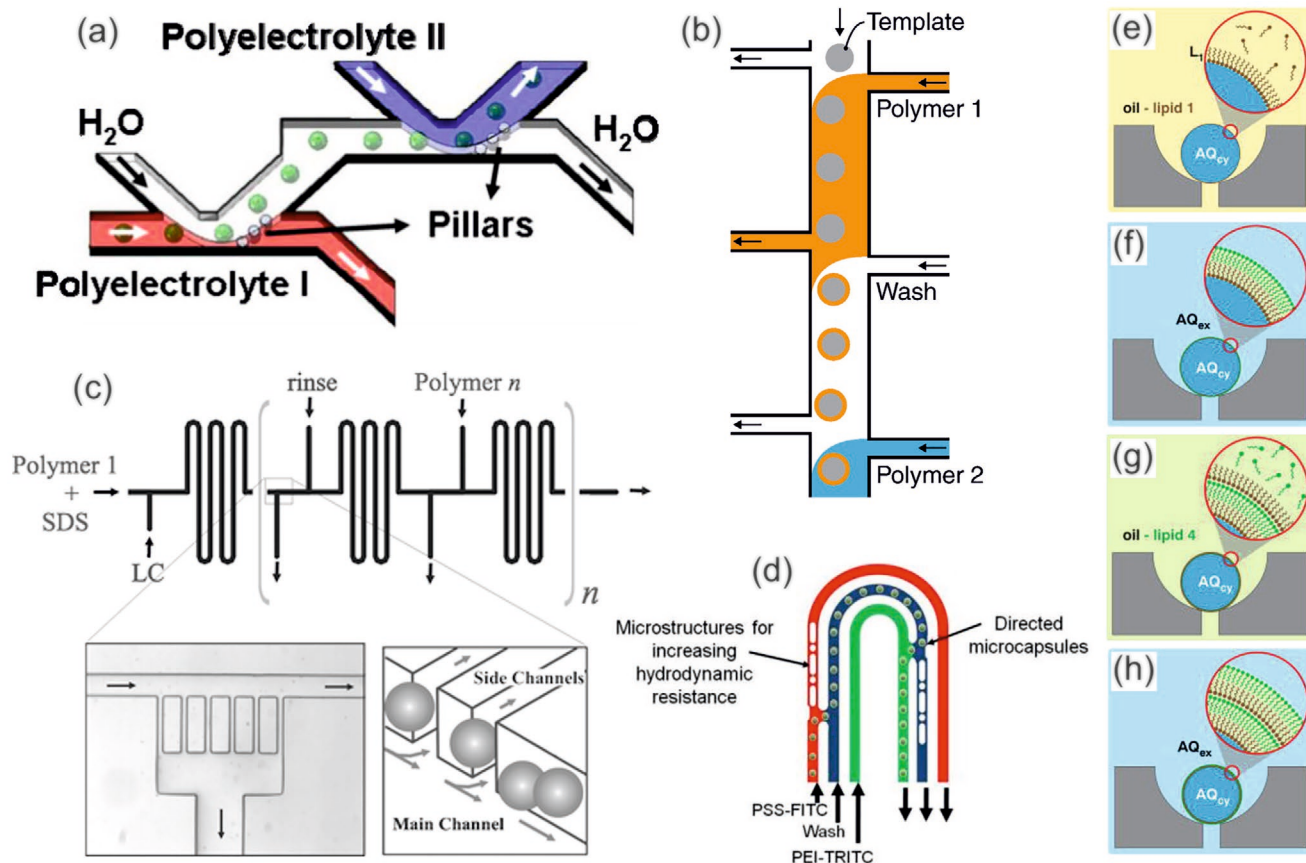 (a)
Polyelectrolyte II
H₂O
H₂O
Pillars
Polyelectrolyte I
(b)
Template
Polymer 1
Wash
Polymer 2
(c)
rinse
Polymer n
Polymer 1
+
SDS
LC
n
Side Channels
Main Channel
(d)
Microstructures for
increasing
hydrodynamic
resistance
Directed
microcapsules
PSS-FITC
Wash
PEI-TRITC
(e)
L₁
oil - lipid 1
AQcy
(f)
AQex
AQcy
(g)
oil - lipid 4
AQcy
(h)
AQex
AQcy